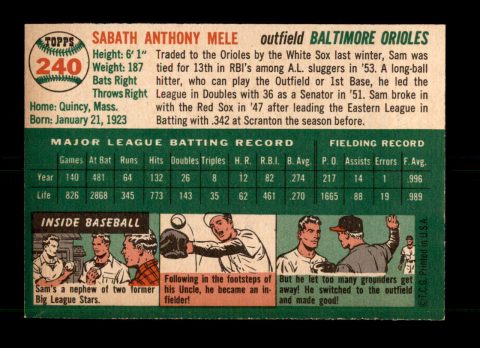 TOPPS
240
SABATH ANTHONY MELE outfield BALTIMORE ORIOLES
Height: 6' 1"
Weight: 187
Bats Right
Throws Right
Home: Quincy, Mass.
Born: January 21, 1923
Traded to the Orioles by the White Sox last winter, Sam was
tied for 13th in RBI's among A.L. sluggers in '53. A long-ball
hitter, who can play the Outfield or 1st Base, he led the
League in Doubles with 36 as a Senator in '51. Sam broke in
with the Red Sox in '47 after leading the Eastern League in
Batting with .342 at Scranton the previous season.
MAJOR LEAGUE BATTING RECORD FIELDING RECORD
Games At Bat Runs Hits Doubles Triples H. R. R.B.I. B. Avg. P. O. Assists Errors F. Avg.
Year 140 481 64 132 26 8 12 82 .274 217 14 1 .996
Life 826 2868 345 773 143 35 62 461 .270 1665 88 19 .989
INSIDE BASEBALL
Sam's a nephew of two former
Big League Stars.
Following in the footsteps of
his Uncle, he became an in-
fielder!
But he let too many grounders get
away! He switched to the outfield
and made good!
© T.C.G. Printed in U.S.A.